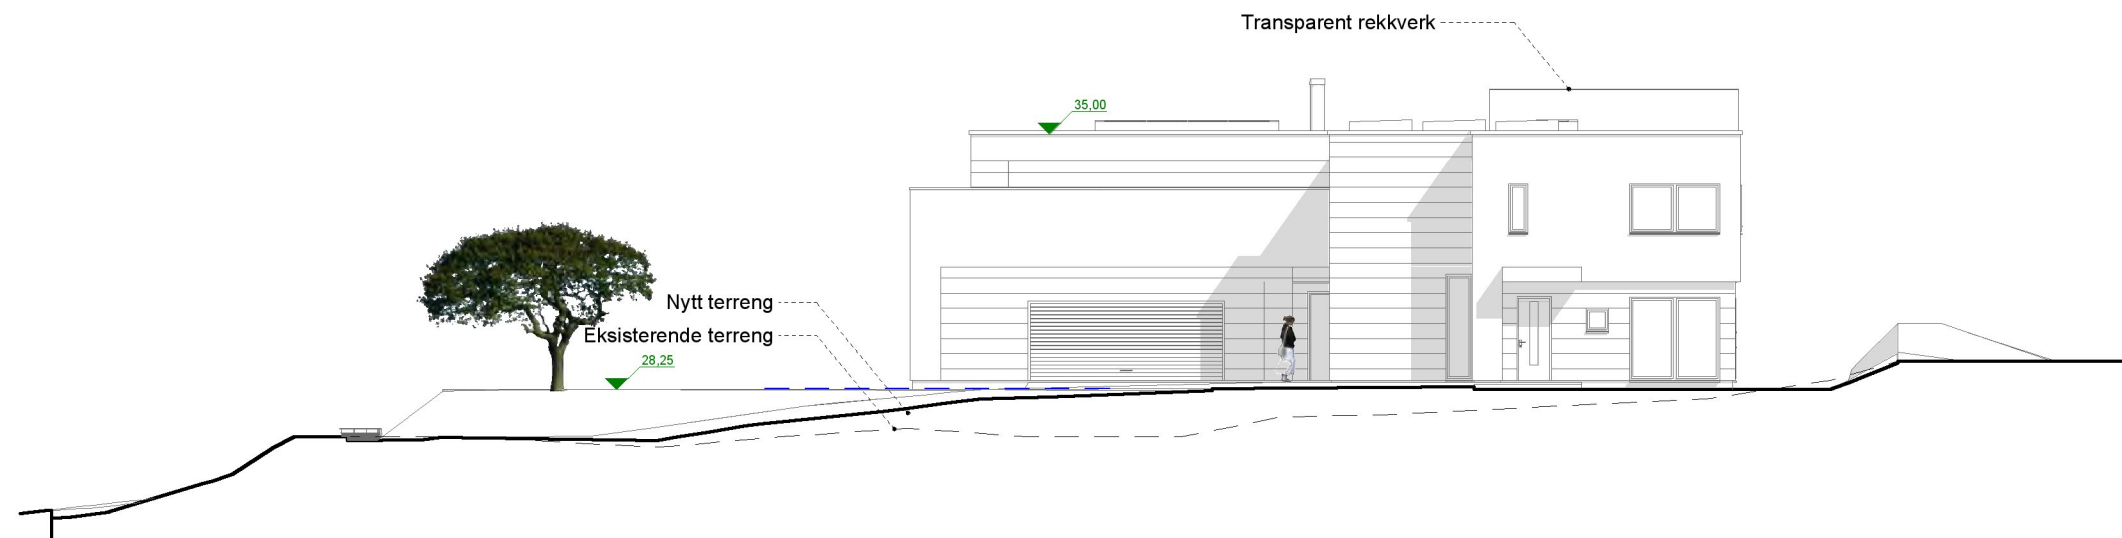 Transparent rekkverk
35,00
Nytt terreng
Eksisterende terreng
28,25